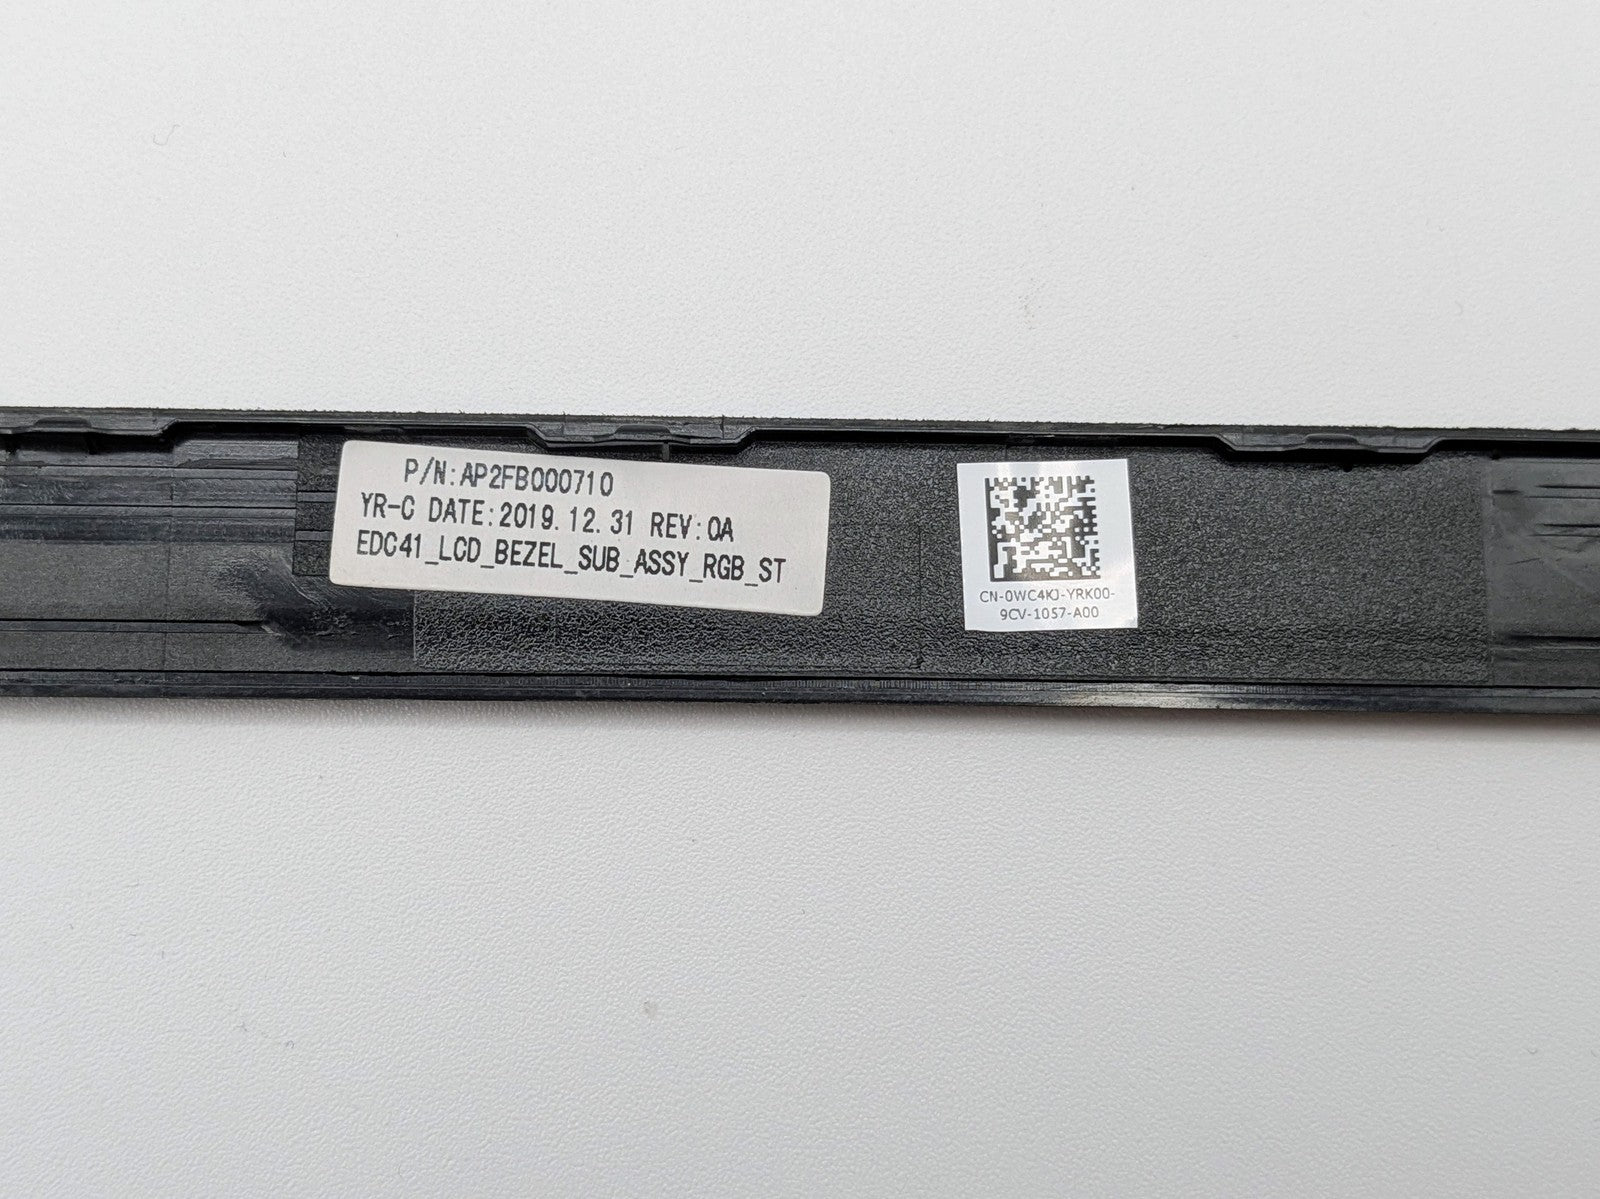 P/N:AP2FB000710
YR-C DATE:2019.12.31 REV:0A
EDC41_LCD_BEZEL_SUB_ASSY_RGB_ST
CN-0WC4KJ-YRK00-
9CV-1057-A00